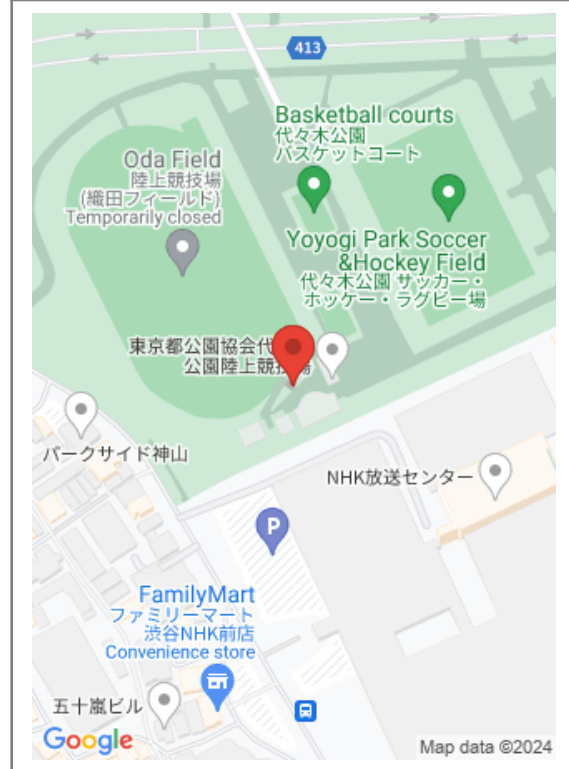 413
Basketball courts
代々木公園
バスケットコート
Oda Field
陸上競技場
(織田フィールド)
Temporarily closed
Yoyogi Park Soccer
&Hockey Field
代々木公園 サッカー・
ホッケー・ラグビー場
東京都公園協会代
公園陸上競技場
パークサイド神山
NHK放送センター
P
FamilyMart
ファミリーマート
渋谷NHK前店
Convenience store
五十嵐ビル
Google
Map data ©2024